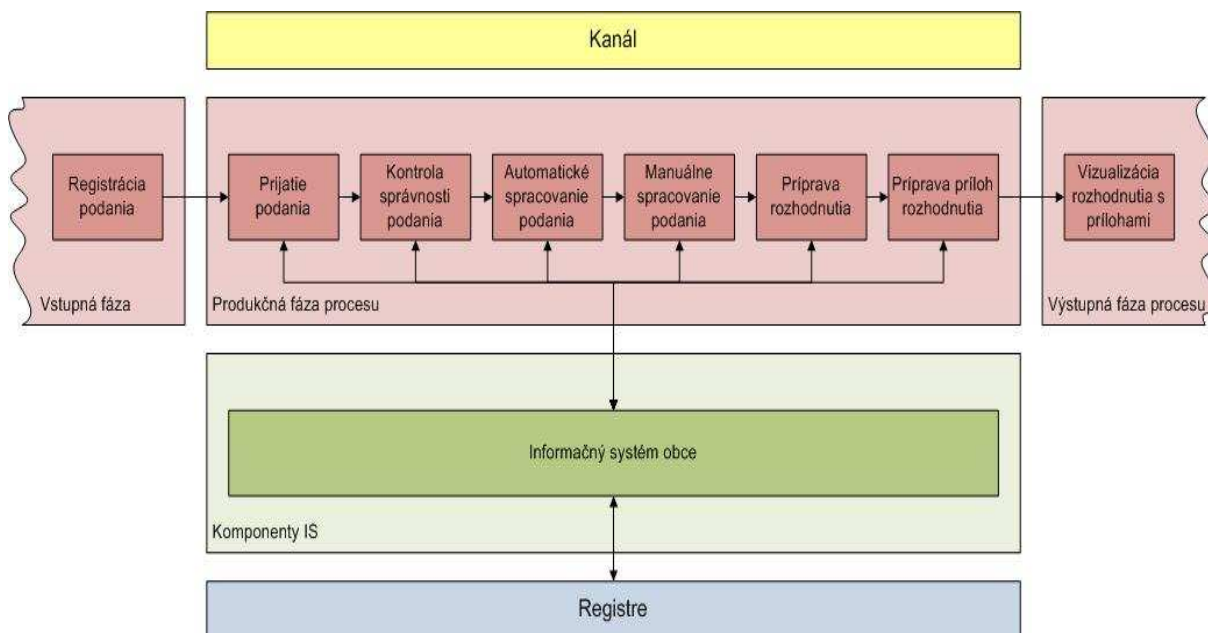 Kanál
Registrácia
podania
Prijatie
podania
Kontrola
správnosti
podania
Automatické
spracovanie
podania
Manuálne
spracovanie
podania
Príprava
rozhodnutia
Príprava príloh
rozhodnutia
Vizualizácia
rozhodnutia s
prílohami
Vstupná fáza
Produkčná fáza procesu
Výstupná fáza procesu
Informačný systém obce
Komponenty IS
Registre